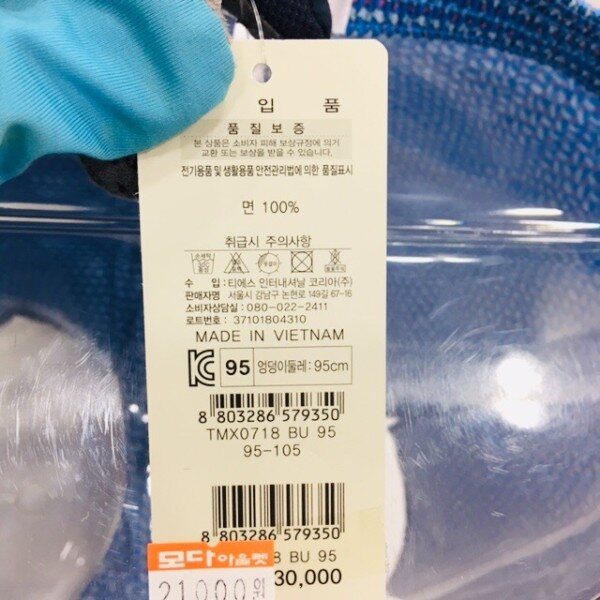 입 품
품 질 보 증
본 상품은 소비자 피해 보상규정에 의거
교환 또는 보상을 받을 수 있습니다.
전기용품 및 생활용품 안전관리법에 의한 품질표시
면 100%
취급시 주의사항
수 입 : 티에스 인터내셔날 코리아(주)
판매자명 : 서울시 강남구 논현로 149길 67-16
소비자상담실 : 080-022-2411
로트번호 : 37101804310
MADE IN VIETNAM
KC 95 엉덩이둘레 : 95cm
8 803286 579350
TMX0718 BU 95
95-105
8 803286 579350
모다아울렛
8 BU 95
21000원
30,000